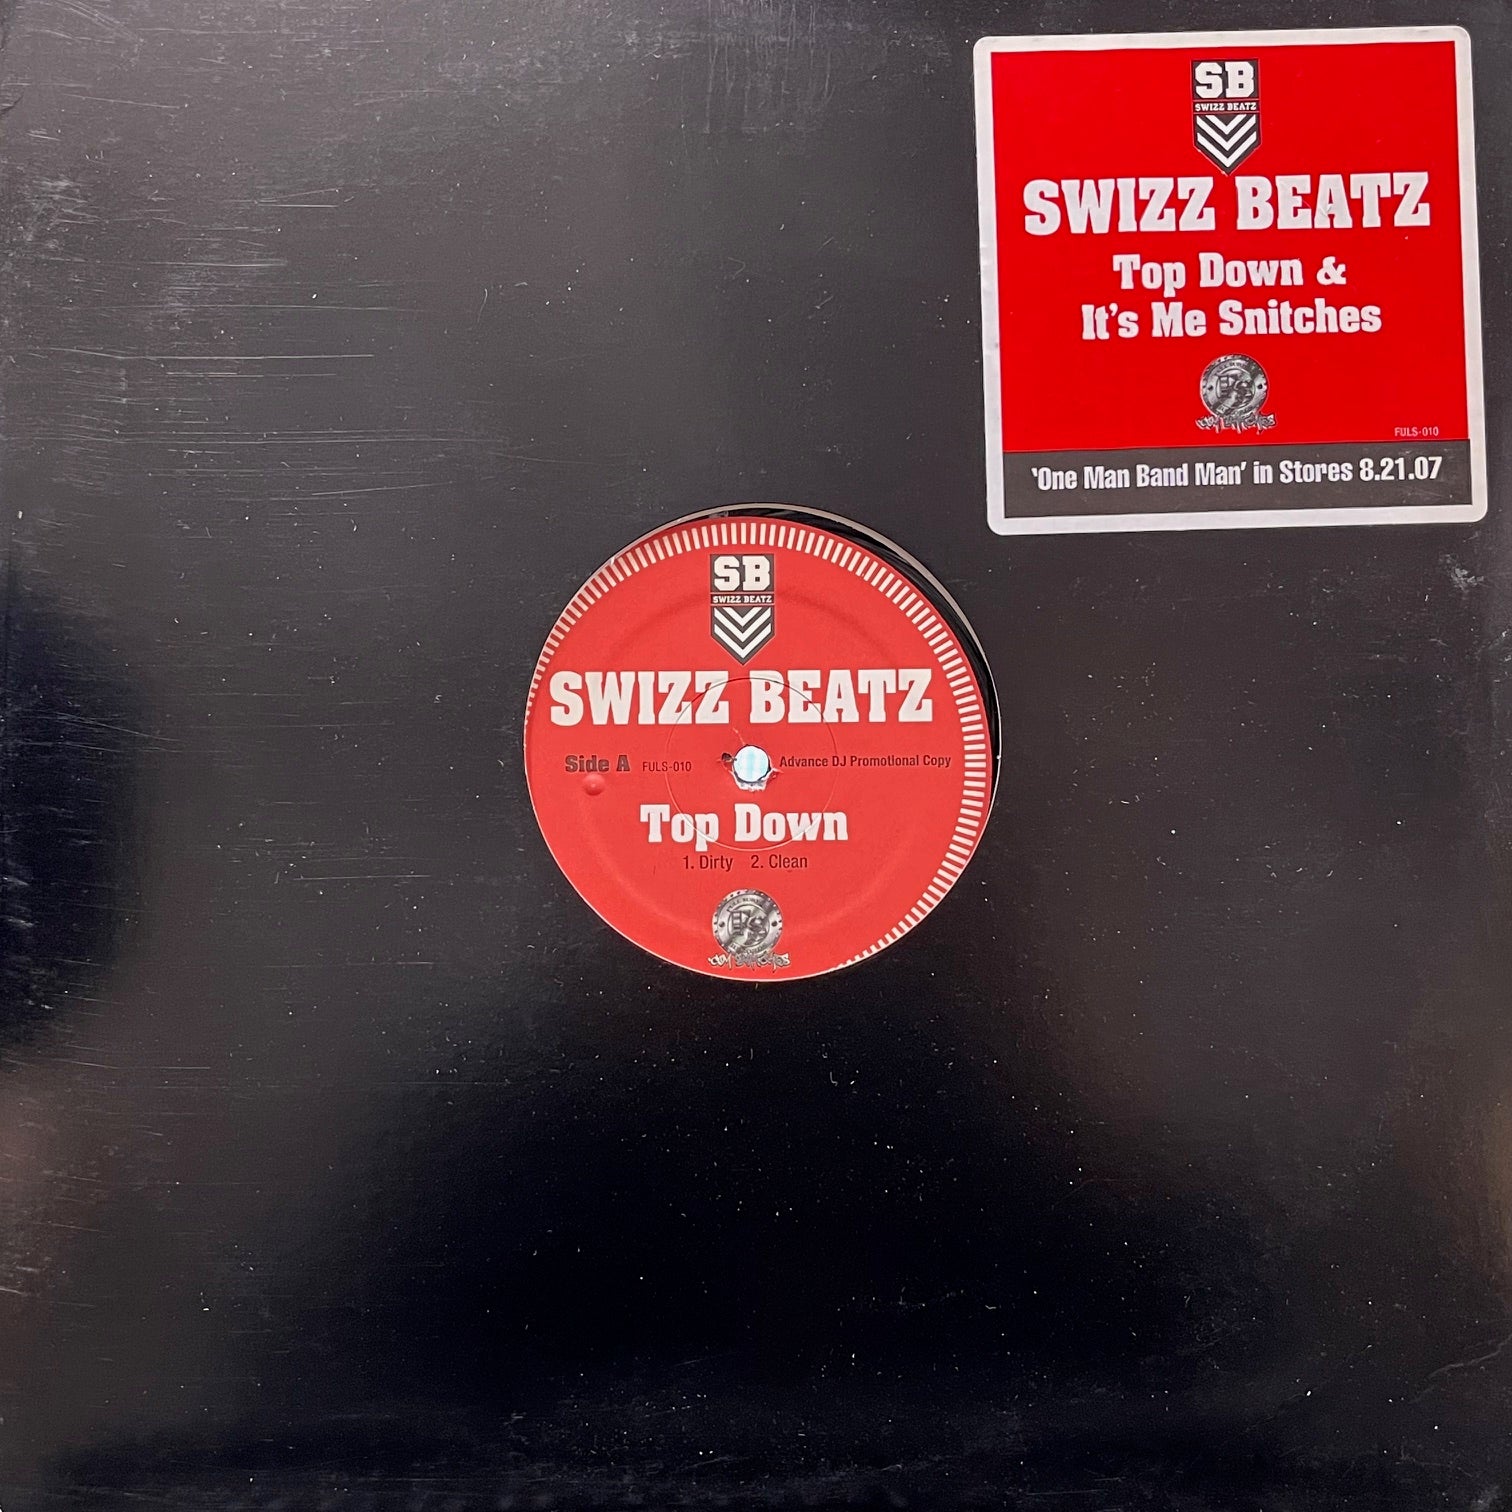 SB
SWIZZ BEATZ
SWIZZ BEATZ
Top Down &
It's Me Snitches
FULS-010
'One Man Band Man' in Stores 8.21.07
SB
SWIZZ BEATZ
SWIZZ BEATZ
Side A FULS-010 Advance DJ Promotional Copy
Top Down
1. Dirty 2. Clean